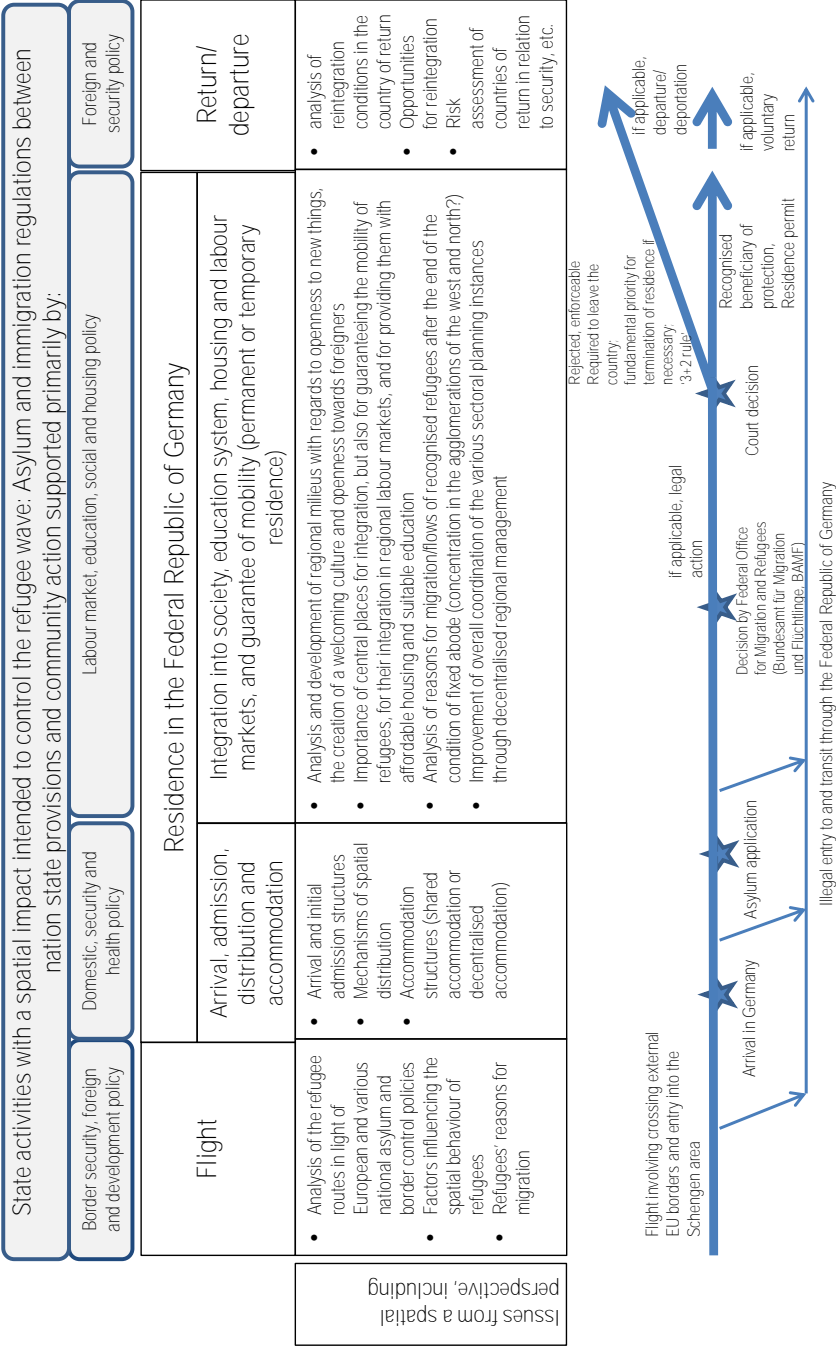 State activities with a spatial impact intended to control the refugee wave: Asylum and immigration regulations between
nation state provisions and community action supported primarily by:
Border security, foreign
and development policy
Domestic, security and
health policy
Labour market, education, social and housing policy
Foreign and
security policy
Flight
Residence in the Federal Republic of Germany
Return/
departure
Arrival, admission,
distribution and
accommodation
Integration into society, education system, housing and labour
markets, and guarantee of mobility (permanent or temporary
residence)
Issues from a spatial
perspective, including
• Analysis of the refugee
routes in light of
European and various
national asylum and
border control policies
• Factors influencing the
spatial behaviour of
refugees
• Refugees' reasons for
migration
• Arrival and initial
admission structures
• Mechanisms of spatial
distribution
• Accommodation
structures (shared
accommodation or
decentralised
accommodation)
• Analysis and development of regional milieus with regards to openness to new things,
the creation of a welcoming culture and openness towards foreigners
• Importance of central places for integration, but also for guaranteeing the mobility of
refugees, for their integration in regional labour markets, and for providing them with
affordable housing and suitable education
• Analysis of reasons for migration/flows of recognised refugees after the end of the
condition of fixed abode (concentration in the agglomerations of the west and north?)
• Improvement of overall coordination of the various sectoral planning instances
through decentralised regional management
• analysis of
reintegration
conditions in the
country of return
• Opportunities
for reintegration
• Risk
assessment of
countries of
return in relation
to security, etc.
Flight involving crossing external
EU borders and entry into the
Schengen area
Arrival in Germany
Asylum application
Decision by Federal Office
for Migration and Refugees
(Bundesamt für Migration
und Flüchtlinge, BAMF)
if applicable, legal
action
Court decision
Rejected, enforceable
Required to leave the
country;
fundamental priority for
termination of residence if
necessary:
'3+2 rule'
Recognised
beneficiary of
protection,
Residence permit
if applicable,
departure/
deportation
if applicable,
voluntary
return
Illegal entry to and transit through the Federal Republic of Germany